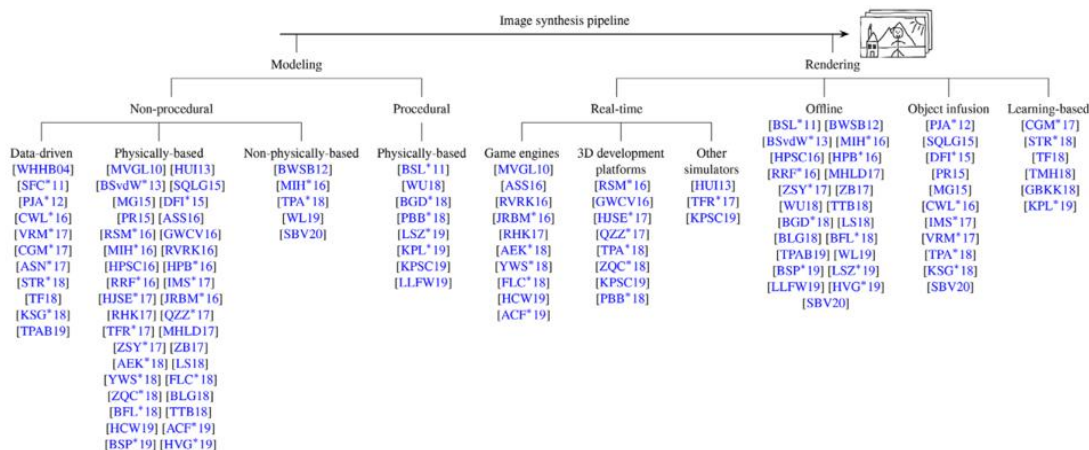 Image synthesis pipeline
Modeling
Rendering
Non-procedural
Procedural
Real-time
Offline
Object infusion
Learning-based
Data-driven
[WHHB04]
[SFC*11]
[PJA*12]
[CWL*16]
[VRM*17]
[CGM*17]
[ASN*17]
[STR*18]
[TF18]
[KSG*18]
[TPAB19]
Physically-based
[MVGL10] [HUI13]
[BSvdW*13] [SQLG15]
[MG15] [DFI*15]
[PR15] [ASS16]
[RSM*16] [GWCV16]
[MIH*16] [RVRK16]
[HPSC16] [HPB*16]
[RRF*16] [IMS*17]
[HJSE*17] [JRBM*16]
[RHK17] [QZZ*17]
[TFR*17] [MHLD17]
[ZSY*17] [ZB17]
[AEK*18] [LS18]
[YWS*18] [FLC*18]
[ZQC*18] [BLG18]
[BFL*18] [TTB18]
[HCW19] [ACF*19]
[BSP*19] [HVG*19]
Non-physically-based
[BWSB12]
[MIH*16]
[TPA*18]
[WL19]
[SBV20]
Physically-based
[BSL*11]
[WU18]
[BGD*18]
[PBB*18]
[LSZ*19]
[KPL*19]
[KPSC19]
[LLFW19]
Game engines
[MVGL10]
[ASS16]
[RVRK16]
[JRBM*16]
[RHK17]
[AEK*18]
[YWS*18]
[FLC*18]
[HCW19]
[ACF*19]
3D development
platforms
[RSM*16]
[GWCV16]
[HJSE*17]
[QZZ*17]
[TPA*18]
[ZQC*18]
[KPSC19]
[PBB*18]
Other
simulators
[HUI13]
[TFR*17]
[KPSC19]
[BSL*11] [BWSB12]
[BSvdW*13] [MIH*16]
[HPSC16] [HPB*16]
[RRF*16] [MHLD17]
[ZSY*17] [ZB17]
[WU18] [TTB18]
[BGD*18] [LS18]
[BLG18] [BFL*18]
[TPAB19] [WL19]
[BSP*19] [LSZ*19]
[LLFW19] [HVG*19]
[SBV20]
[PJA*12]
[SQLG15]
[DFI*15]
[PR15]
[MG15]
[CWL*16]
[IMS*17]
[VRM*17]
[TPA*18]
[KSG*18]
[SBV20]
[CGM*17]
[STR*18]
[TF18]
[TMH18]
[GBKK18]
[KPL*19]